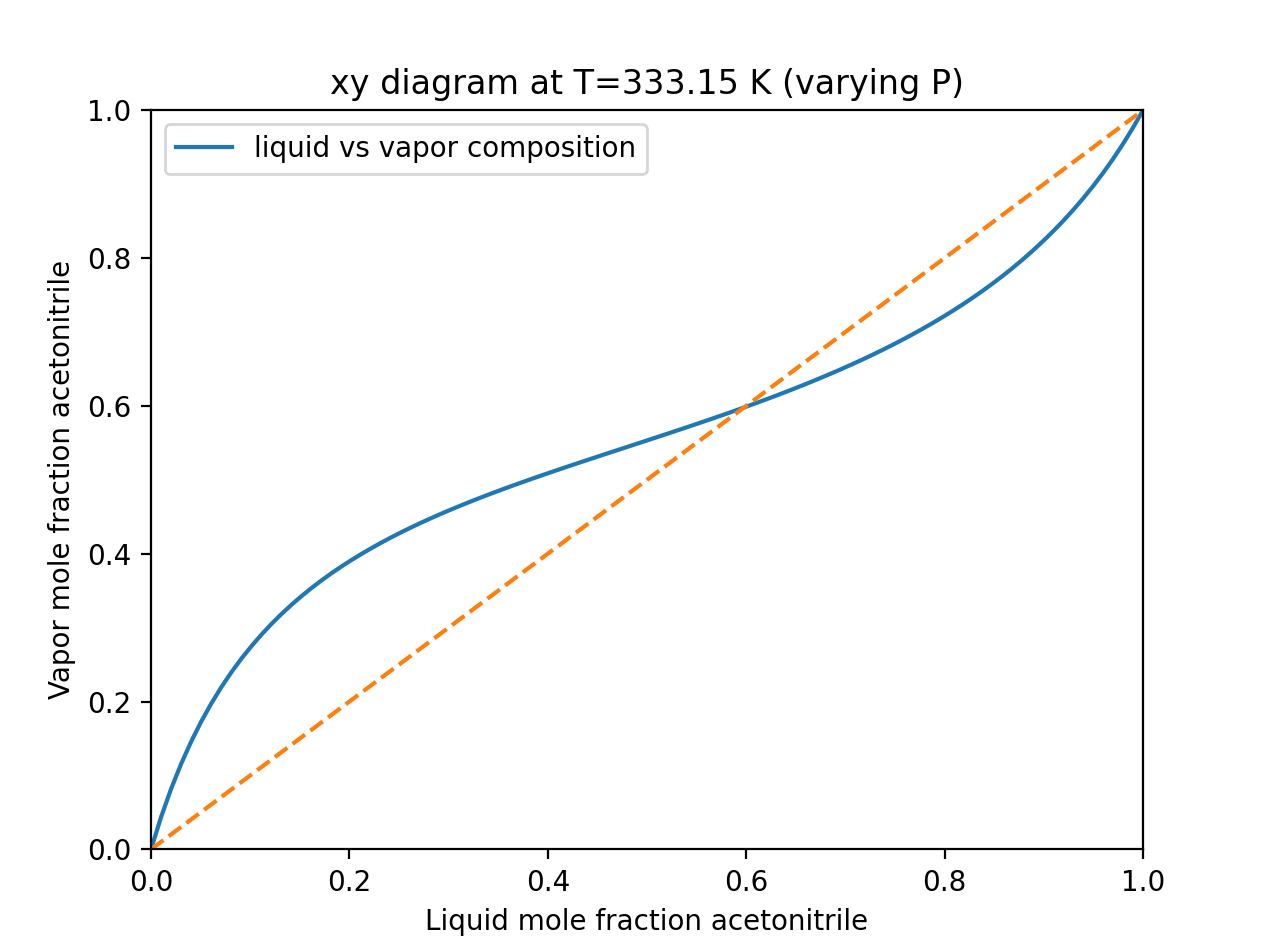 xy diagram at T=333.15 K (varying P)
liquid vs vapor composition
Vapor mole fraction acetonitrile
1.0
0.8
0.6
0.4
0.2
0.0
0.0 0.2 0.4 0.6 0.8 1.0
Liquid mole fraction acetonitrile